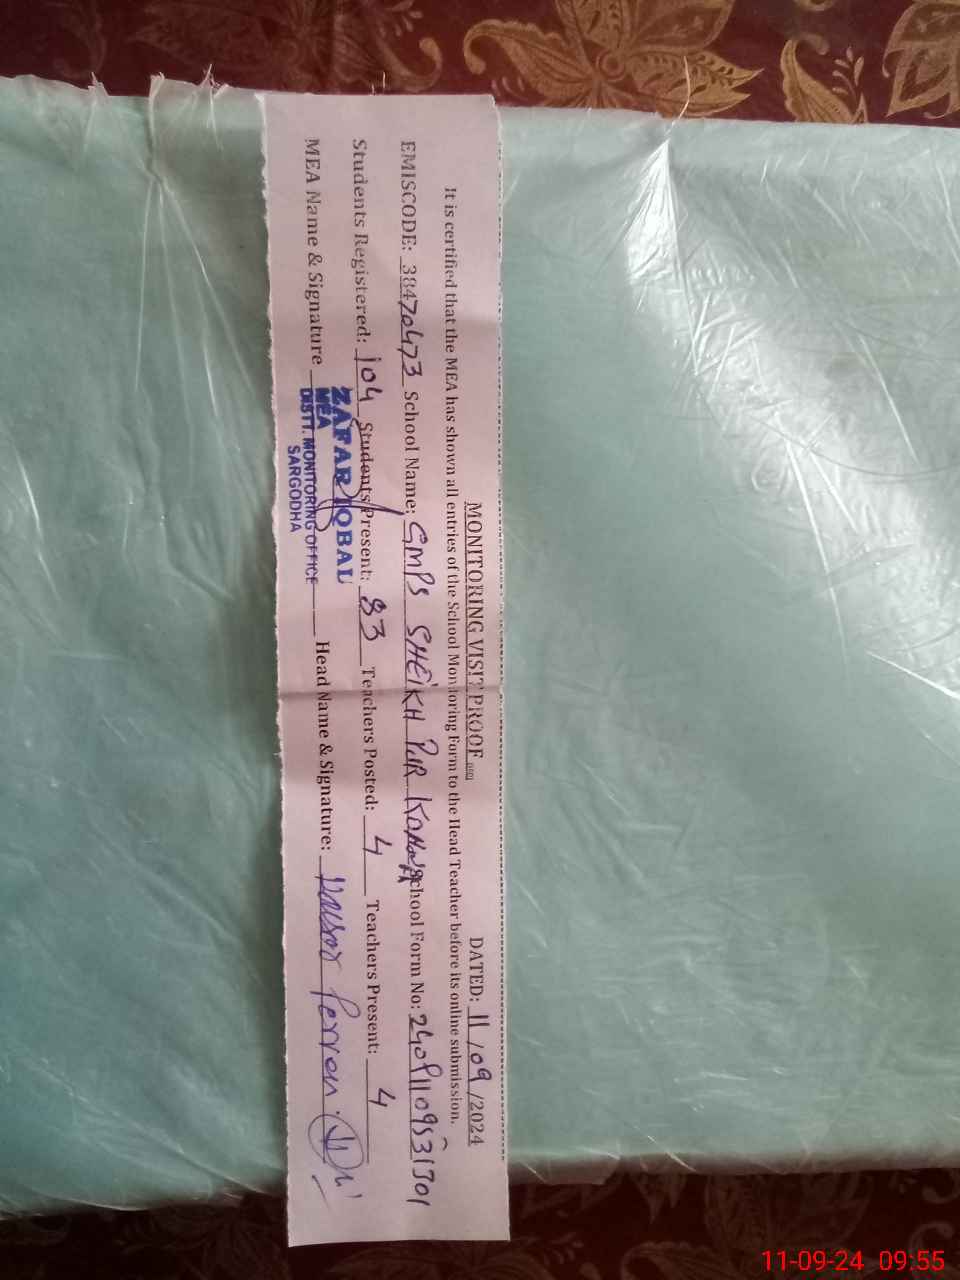 MONITORING VISIT PROOF DATED: 11/09/2024
It is certified that the MEA has shown all entries of the School Monitoring Form to the Head Teacher before its online submission.
EMISCODE: 38470473 School Name: GMPS SHEIKH PUR School Form No:
Students Registered: 104 Students Present: 83 Teachers Posted: 4 Teachers Present: 4
MEA Name & Signature Head Name & Signature:
ZAFAR IQBAL
MEA
DISTT. MONITORING OFFICE
SARGODHA
11-09-24 09:55